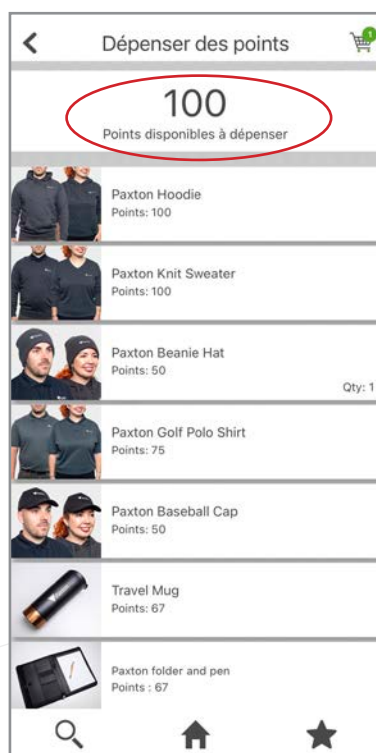 Dépenser des points
1
100
Points disponibles à dépenser
Paxton Hoodie
Points: 100
Paxton Knit Sweater
Points: 100
Paxton Beanie Hat
Points: 50
Qty: 1
Paxton Golf Polo Shirt
Points: 75
Paxton Baseball Cap
Points: 50
Travel Mug
Points: 67
Paxton folder and pen
Points : 67